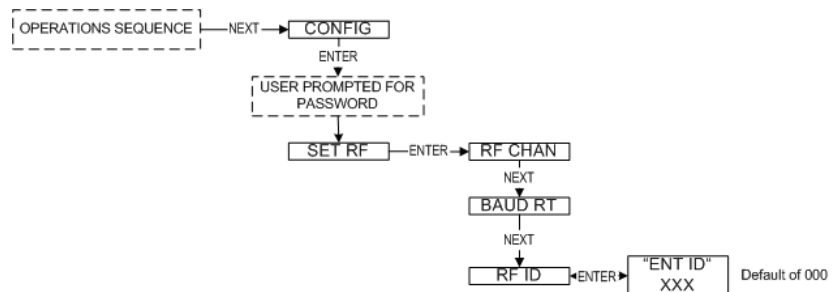 OPERATIONS SEQUENCE
NEXT
CONFIG
ENTER
USER PROMPTED FOR
PASSWORD
SET RF
ENTER
RF CHAN
NEXT
BAUD RT
NEXT
RF ID
ENTER
"ENT ID"
XXX
Default of 000